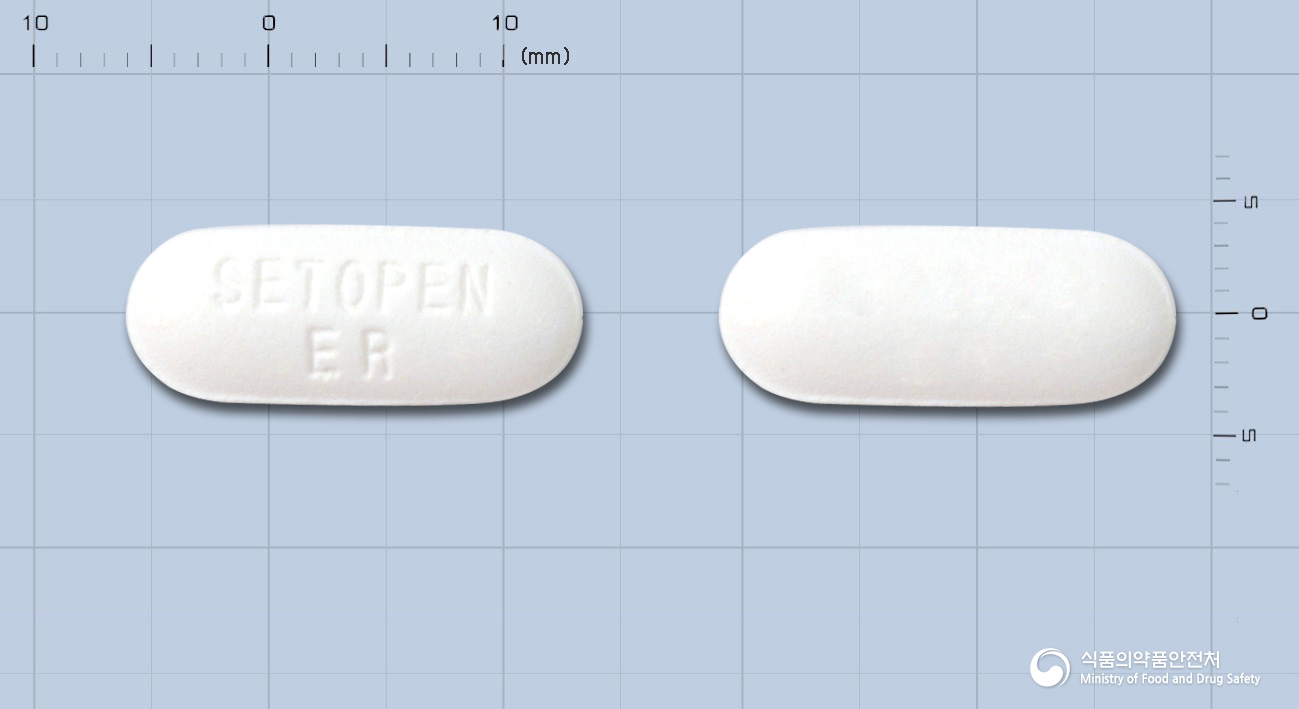 10 0 10 (mm)
SETOPEN
ER
5
0
5
식품의약품안전처
Ministry of Food and Drug Safety